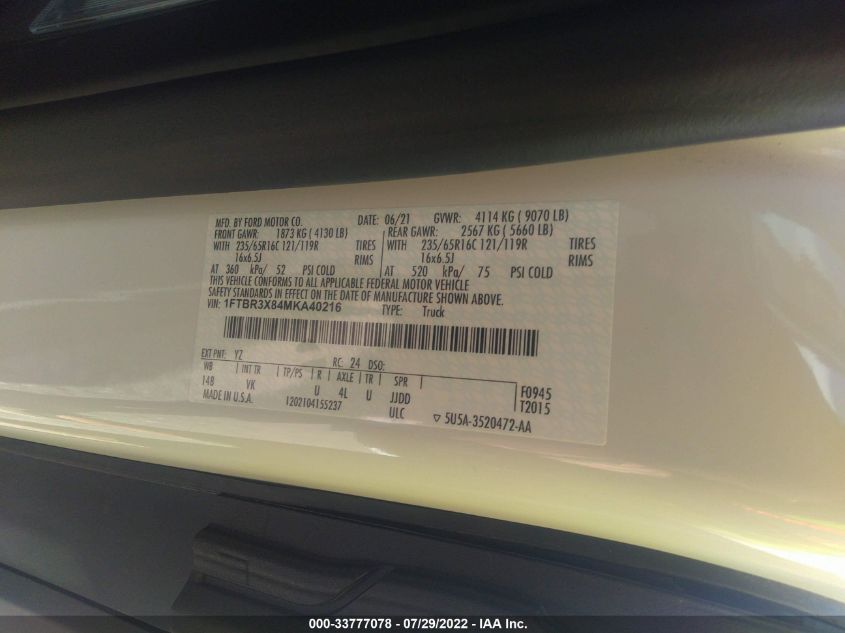 MFD. BY FORD MOTOR CO. DATE: 06/21 GVWR: 4114 KG ( 9070 LB)
FRONT GAWR: 1873 KG ( 4130 LB) REAR GAWR: 2567 KG ( 5660 LB)
WITH 235/65R16C 121/119R TIRES WITH 235/65R16C 121/119R TIRES
16x6.5J RIMS 16x6.5J RIMS
AT 360 kPa/ 52 PSI COLD AT 520 kPa/ 75 PSI COLD
THIS VEHICLE CONFORMS TO ALL APPLICABLE FEDERAL MOTOR VEHICLE
SAFETY STANDARDS IN EFFECT ON THE DATE OF MANUFACTURE SHOWN ABOVE.
VIN: 1FTBR3X84MKA40216 TYPE: Truck
EXT PNT: YZ RC: 24 DSO:
WB INT TR TP/PS R AXLE TR SPR F0945
148 VK U 4L U JJDD T2015
MADE IN U.S.A. 1202104155237 ULC ▽ 5U5A-3520472-AA
000-33777078 / 07/29/2022 - IAA Inc.